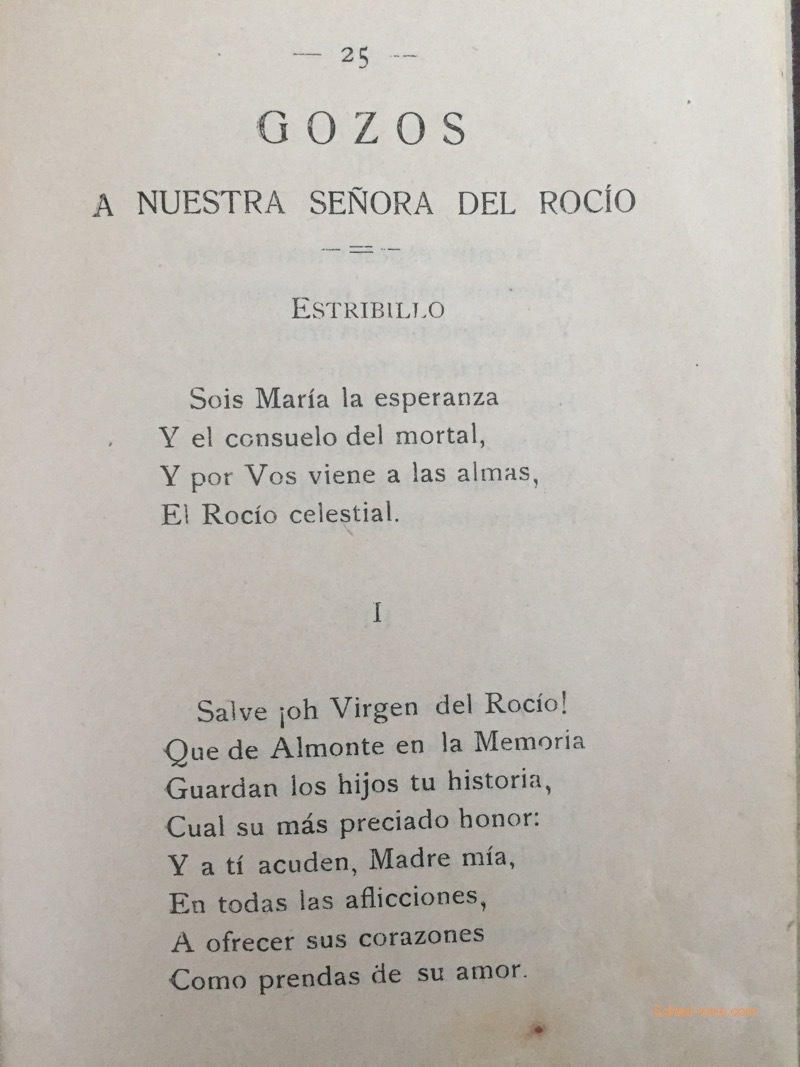 — 25 —
GOZOS
A NUESTRA SEÑORA DEL ROCÍO
ESTRIBILLO
Sois María la esperanza
Y el consuelo del mortal,
Y por Vos viene a las almas,
El Rocío celestial.
I
Salve ¡oh Virgen del Rocío!
Que de Almonte en la Memoria
Guardan los hijos tu historia,
Cual su más preciado honor:
Y a tí acuden, Madre mía,
En todas las aflicciones,
A ofrecer sus corazones
Como prendas de su amor.